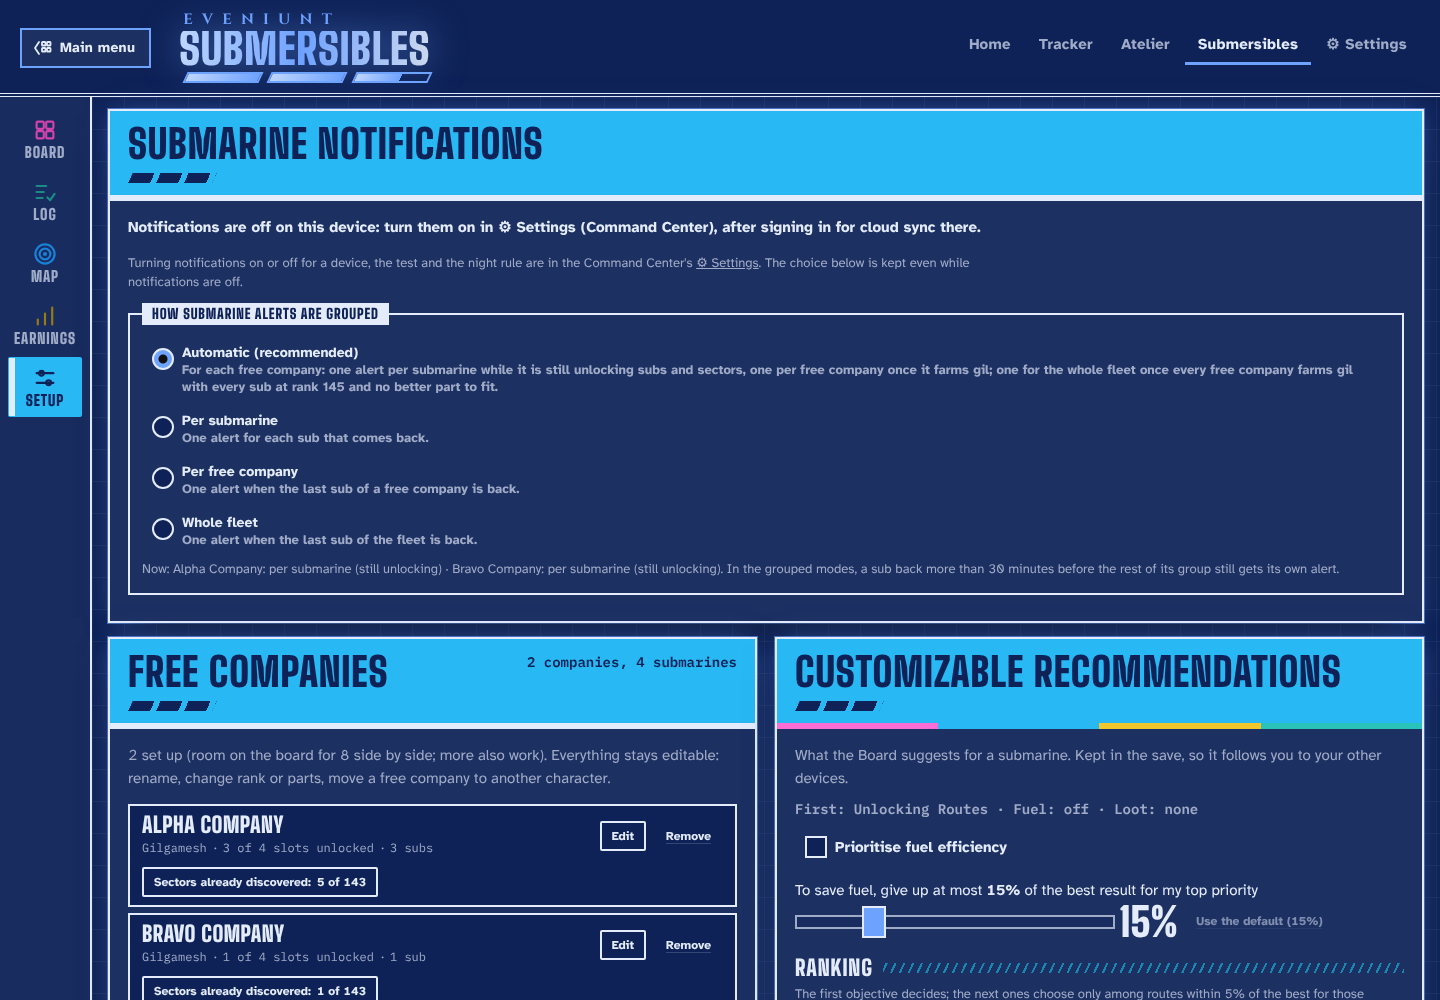 Main menu
EVENIUNT
SUBMERSIBLES
Home
Tracker
Atelier
Submersibles
⚙ Settings
BOARD
LOG
MAP
EARNINGS
SETUP
SUBMARINE NOTIFICATIONS
Notifications are off on this device: turn them on in ⚙ Settings (Command Center), after signing in for cloud sync there.
Turning notifications on or off for a device, the test and the night rule are in the Command Center's ⚙ Settings. The choice below is kept even while
notifications are off.
HOW SUBMARINE ALERTS ARE GROUPED
Automatic (recommended)
For each free company: one alert per submarine while it is still unlocking subs and sectors, one per free company once it farms gil; one for the whole fleet once every free company farms gil
with every sub at rank 145 and no better part to fit.
Per submarine
One alert for each sub that comes back.
Per free company
One alert when the last sub of a free company is back.
Whole fleet
One alert when the last sub of the fleet is back.
Now: Alpha Company: per submarine (still unlocking) · Bravo Company: per submarine (still unlocking). In the grouped modes, a sub back more than 30 minutes before the rest of its group still gets its own alert.
FREE COMPANIES
2 companies, 4 submarines
2 set up (room on the board for 8 side by side; more also work). Everything stays editable:
rename, change rank or parts, move a free company to another character.
ALPHA COMPANY
Gilgamesh · 3 of 4 slots unlocked · 3 subs
Edit
Remove
Sectors already discovered: 5 of 143
BRAVO COMPANY
Gilgamesh · 1 of 4 slots unlocked · 1 sub
Edit
Remove
Sectors already discovered: 1 of 143
CUSTOMIZABLE RECOMMENDATIONS
What the Board suggests for a submarine. Kept in the save, so it follows you to your other
devices.
First: Unlocking Routes · Fuel: off · Loot: none
Prioritise fuel efficiency
To save fuel, give up at most 15% of the best result for my top priority
15%
Use the default (15%)
RANKING
The first objective decides; the next ones choose only among routes within 5% of the best for those